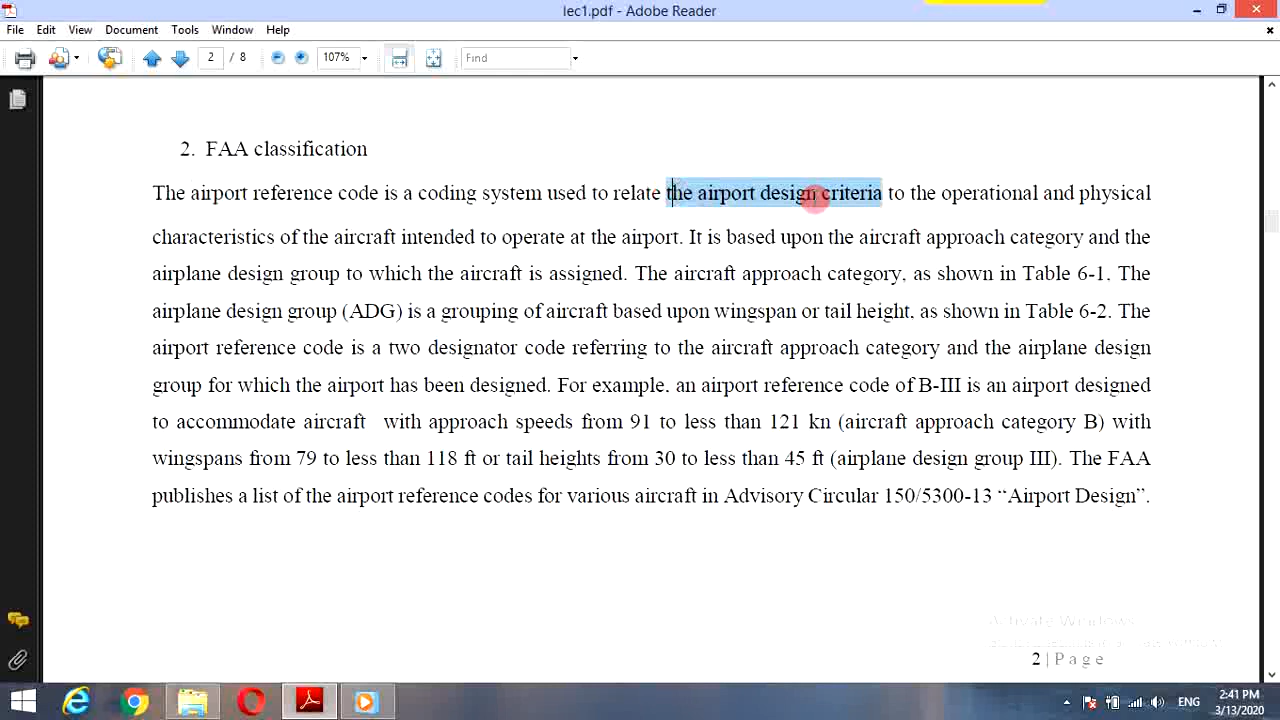 lec1.pdf - Adobe Reader
File Edit View Document Tools Window Help
2 / 8 107% Find
2. FAA classification
The airport reference code is a coding system used to relate the airport design criteria to the operational and physical
characteristics of the aircraft intended to operate at the airport. It is based upon the aircraft approach category and the
airplane design group to which the aircraft is assigned. The aircraft approach category, as shown in Table 6-1. The
airplane design group (ADG) is a grouping of aircraft based upon wingspan or tail height, as shown in Table 6-2. The
airport reference code is a two designator code referring to the aircraft approach category and the airplane design
group for which the airport has been designed. For example, an airport reference code of B-III is an airport designed
to accommodate aircraft with approach speeds from 91 to less than 121 kn (aircraft approach category B) with
wingspans from 79 to less than 118 ft or tail heights from 30 to less than 45 ft (airplane design group III). The FAA
publishes a list of the airport reference codes for various aircraft in Advisory Circular 150/5300-13 “Airport Design”.
Activate Windows
2 | P a g e
ENG
2:41 PM
3/13/2020